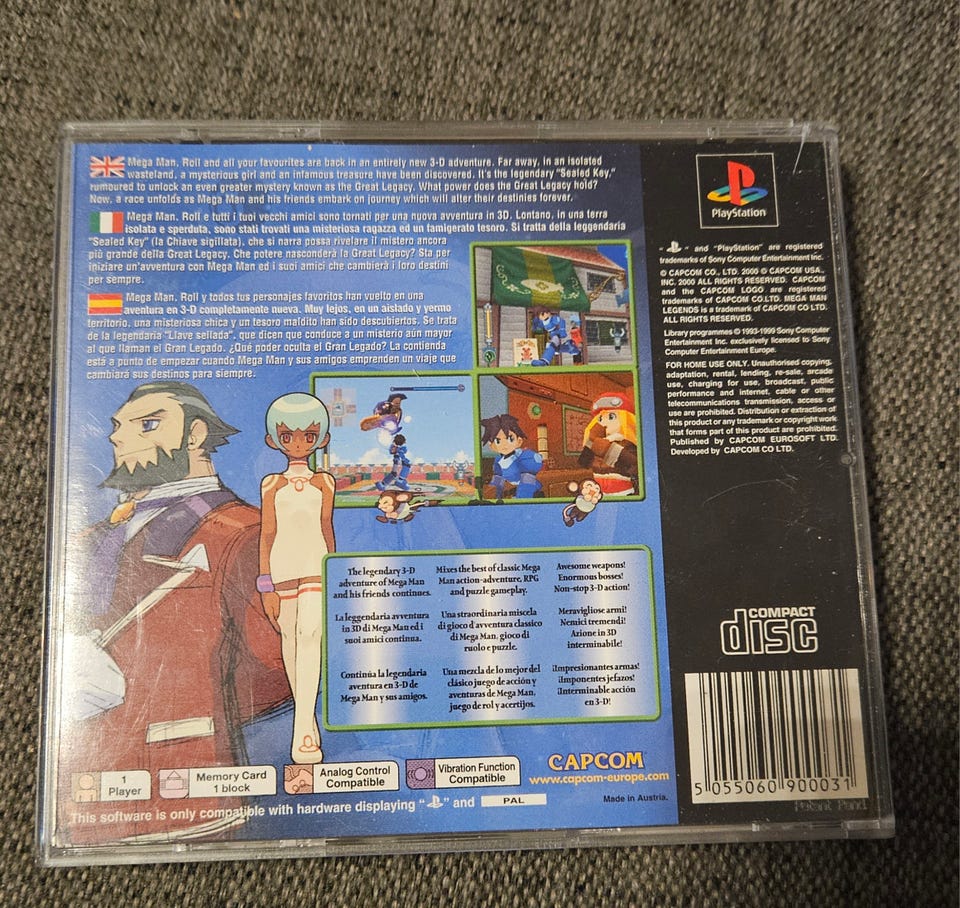 Mega Man, Roll and all your favourites are back in an entirely new 3-D adventure. Far away, in an isolated
wasteland, a mysterious girl and an infamous treasure have been discovered. It's the legendary "Sealed Key,"
rumoured to unlock an even greater mystery known as the Great Legacy. What power does the Great Legacy hold?
Now, a race unfolds as Mega Man and his friends embark on journey which will alter their destinies forever.
Mega Man, Roll e tutti i tuoi vecchi amici sono tornati per una nuova avventura in 3D. Lontano, in una terra
isolata e sperduta, sono stati trovati una misteriosa ragazza ed un famigerato tesoro. Si tratta della leggendaria
"Sealed Key" (la Chiave sigillata), che si narra possa rivelare il mistero ancora
più grande della Great Legacy. Che potere nasconderà la Great Legacy? Sta per
iniziare un'avventura con Mega Man ed i suoi amici che cambierà i loro destini
per sempre.
Mega Man, Roll y todos tus personajes favoritos han vuelto en una
aventura en 3-D completamente nueva. Muy lejos, en un aislado y yermo
territorio, una misteriosa chica y un tesoro maldito han sido descubiertos. Se trata
de la legendaria "Llave sellada", que dicen que conduce a un misterio aún mayor
al que llaman el Gran Legado. ¿Qué poder oculta el Gran Legado? La contienda
está a punto de empezar cuando Mega Man y sus amigos emprenden un viaje que
cambiará sus destinos para siempre.
The legendary 3-D
adventure of Mega Man
and his friends continues.
Mixes the best of classic Mega
Man action-adventure, RPG
and puzzle gameplay.
Awesome weapons!
Enormous bosses!
Non-stop 3-D action!
La leggendaria avventura
in 3D di Mega Man ed i
suoi amici continua.
Una straordinaria miscela
di gioco d'avventura classico
di Mega Man, gioco di
ruolo e puzzle.
Meravigliose armi!
Nemici tremendi!
Azione in 3D
interminabile!
Continúa la legendaria
aventura en 3-D de
Mega Man y sus amigos.
Una mezcla de lo mejor del
clásico juego de acción y
aventuras de Mega Man,
juego de rol y acertijos.
¡Impresionantes armas!
¡Imponentes jefazos!
¡Interminable acción
en 3-D!
1
Player
Memory Card
1 block
Analog Control
Compatible
Vibration Function
Compatible
CAPCOM
www.capcom-europe.com
This software is only compatible with hardware displaying " " and PAL
Made in Austria.
PlayStation
" " and "PlayStation" are registered
trademarks of Sony Computer Entertainment Inc.
© CAPCOM CO., LTD. 2000 © CAPCOM USA.,
INC. 2000 ALL RIGHTS RESERVED. CAPCOM
and the CAPCOM LOGO are registered
trademarks of CAPCOM CO.LTD. MEGA MAN
LEGENDS is a trademark of CAPCOM CO LTD.
ALL RIGHTS RESERVED.
Library programmes © 1993-1999 Sony Computer
Entertainment Inc. exclusively licensed to Sony
Computer Entertainment Europe.
FOR HOME USE ONLY. Unauthorised copying,
adaptation, rental, lending, re-sale, arcade
use, charging for use, broadcast, public
performance and internet, cable or other
telecommunications transmission, access or
use are prohibited. Distribution or extraction of
this product or any trademark or copyright work
that forms part of this product are prohibited.
Published by CAPCOM EUROSOFT LTD.
Developed by CAPCOM CO LTD.
COMPACT
disc
5 055060 900031
Patent Pend